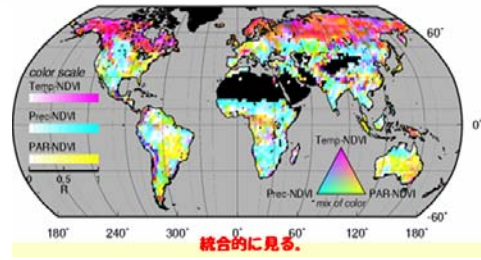 60°
color scale
Temp-NDVI
Prec-NDVI
PAR-NDVI
0 0.5 1
R
0°
Temp-NDVI
Prec-NDVI PAR-NDVI
mix of color
-60°
180° 240° 300° 0° 60° 120° 180°
統合的に見る。